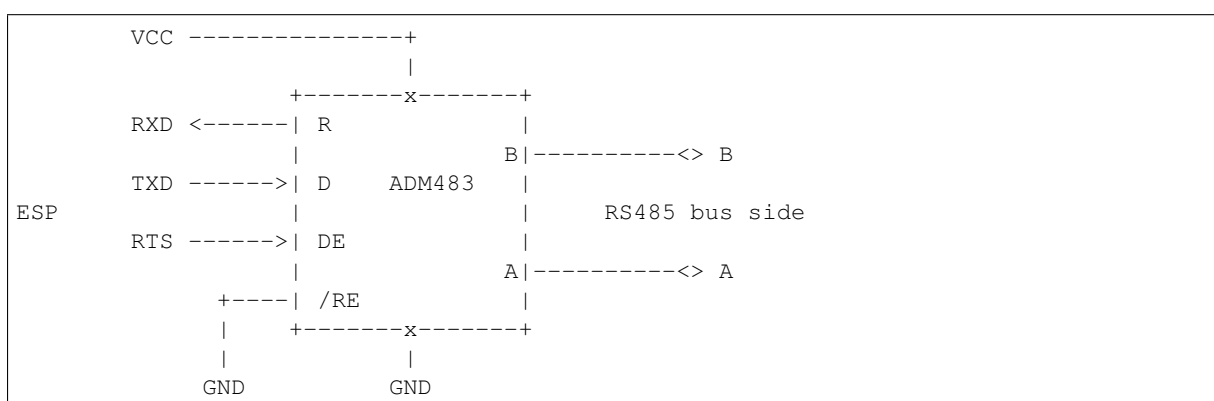 VCC ---------------+
|
+-------x-------+
RXD <------| R |
| B|----------<> B
TXD ------>| D ADM483 |
ESP | | RS485 bus side
RTS ------>| DE |
| A|----------<> A
+----| /RE |
| +-------x-------+
| |
GND GND